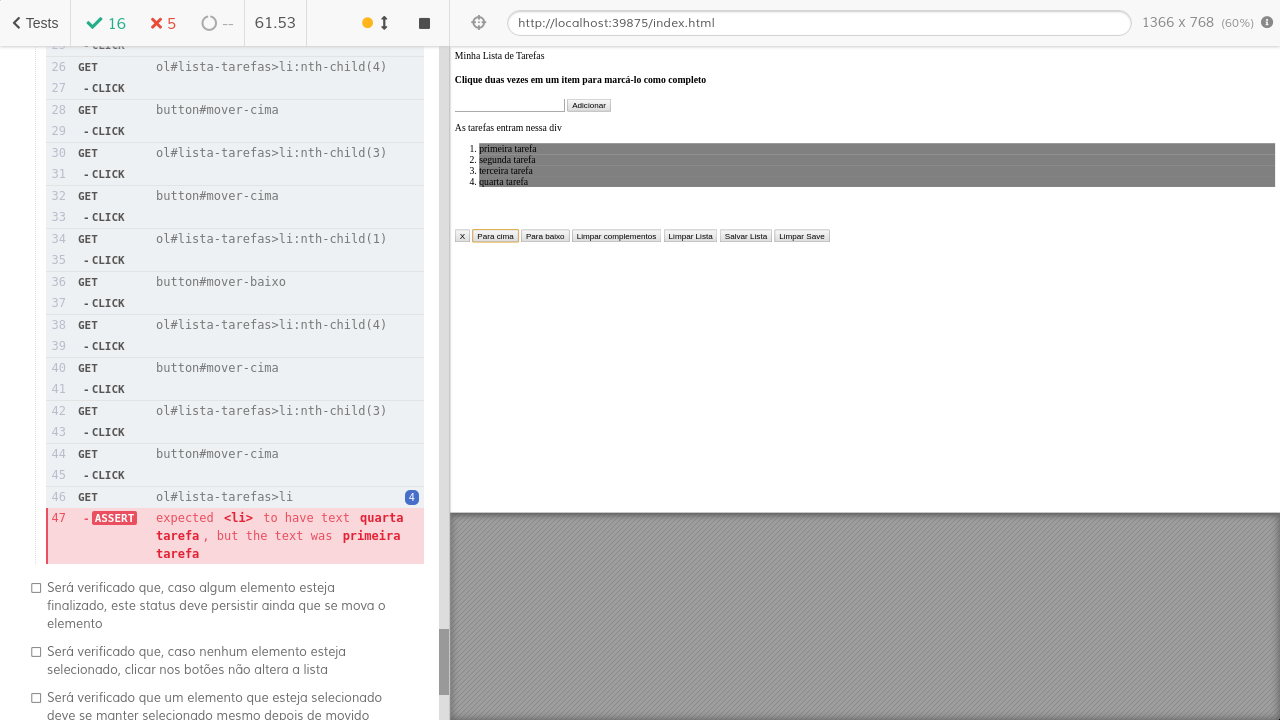 Tests
16
5
--
61.53
http://localhost:39875/index.html
1366 x 768 (60%)
25 - CLICK
26 GET ol#lista-tarefas>li:nth-child(4)
27 - CLICK
28 GET button#mover-cima
29 - CLICK
30 GET ol#lista-tarefas>li:nth-child(3)
31 - CLICK
32 GET button#mover-cima
33 - CLICK
34 GET ol#lista-tarefas>li:nth-child(1)
35 - CLICK
36 GET button#mover-baixo
37 - CLICK
38 GET ol#lista-tarefas>li:nth-child(4)
39 - CLICK
40 GET button#mover-cima
41 - CLICK
42 GET ol#lista-tarefas>li:nth-child(3)
43 - CLICK
44 GET button#mover-cima
45 - CLICK
46 GET ol#lista-tarefas>li 4
47 - ASSERT expected <li> to have text quarta
tarefa, but the text was primeira
tarefa
Será verificado que, caso algum elemento esteja
finalizado, este status deve persistir ainda que se mova o
elemento
Será verificado que, caso nenhum elemento esteja
selecionado, clicar nos botões não altera a lista
Será verificado que um elemento que esteja selecionado
deve se manter selecionado mesmo depois de movido
Minha Lista de Tarefas
Clique duas vezes em um item para marcá-lo como completo
Adicionar
As tarefas entram nessa div
1. primeira tarefa
2. segunda tarefa
3. terceira tarefa
4. quarta tarefa
X Para cima Para baixo Limpar complementos Limpar Lista Salvar Lista Limpar Save